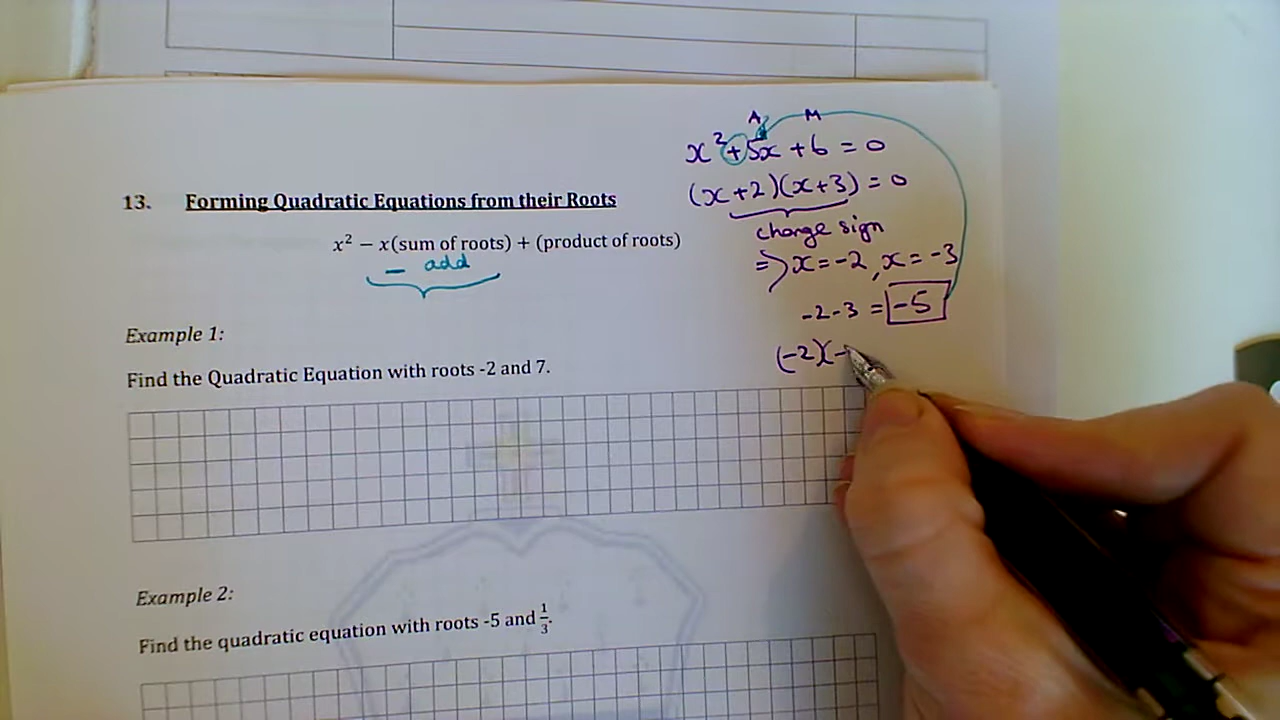 A M
x² + 5x + 6 = 0
(x+2)(x+3) = 0
change sign
⇒ x = -2, x = -3
-2 - 3 = -5
(-2)(-
13. Forming Quadratic Equations from their Roots
x² − x(sum of roots) + (product of roots)
− add
Example 1:
Find the Quadratic Equation with roots -2 and 7.
Example 2:
Find the quadratic equation with roots -5 and 1/3.